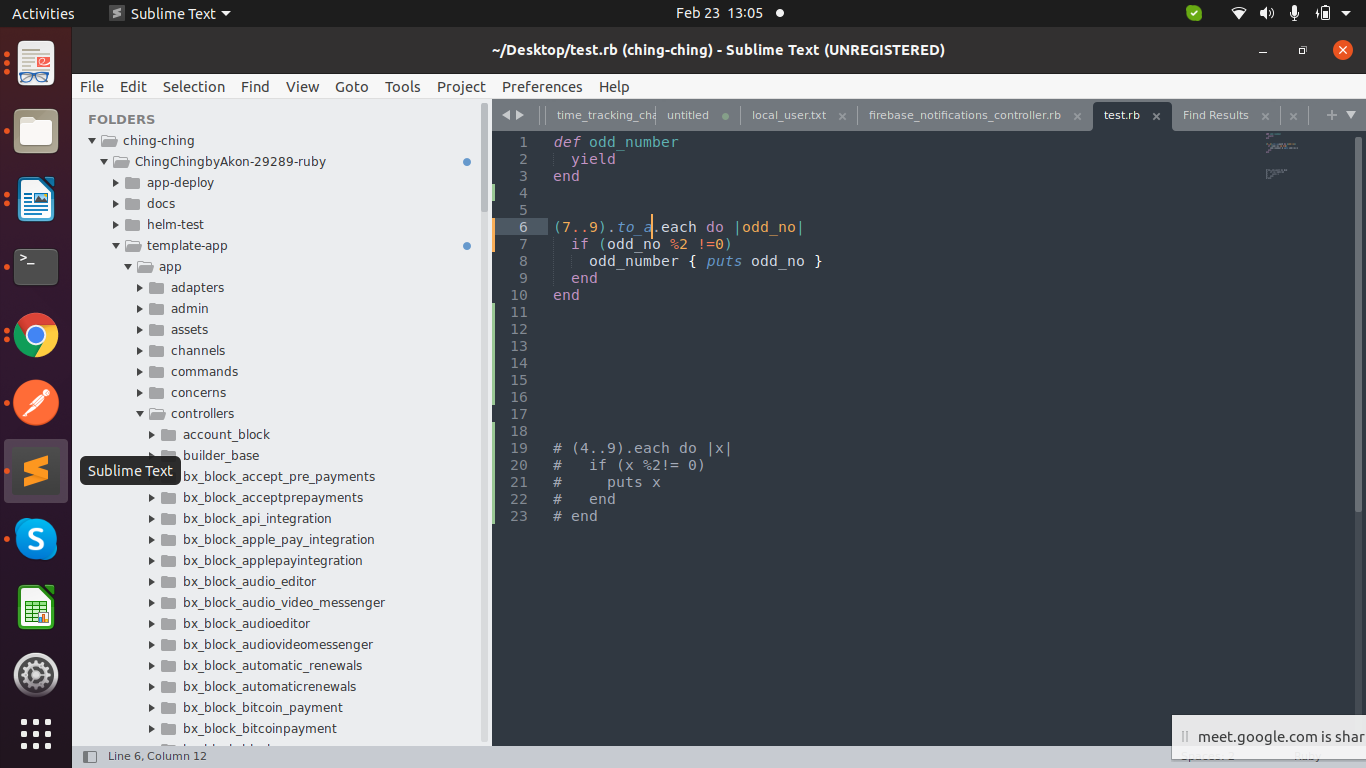 Activities
Sublime Text
Feb 23 13:05
~/Desktop/test.rb (ching-ching) - Sublime Text (UNREGISTERED)
File Edit Selection Find View Goto Tools Project Preferences Help
FOLDERS
ching-ching
ChingChingbyAkon-29289-ruby
app-deploy
docs
helm-test
template-app
app
adapters
admin
assets
channels
commands
concerns
controllers
account_block
builder_base
bx_block_accept_pre_payments
bx_block_acceptprepayments
bx_block_api_integration
bx_block_apple_pay_integration
bx_block_applepayintegration
bx_block_audio_editor
bx_block_audio_video_messenger
bx_block_audioeditor
bx_block_audiovideomessenger
bx_block_automatic_renewals
bx_block_automaticrenewals
bx_block_bitcoin_payment
bx_block_bitcoinpayment
Sublime Text
time_tracking_cha
untitled
local_user.txt
firebase_notifications_controller.rb
test.rb
Find Results
1 def odd_number
2   yield
3 end
4
5
6 (7..9).to_a.each do |odd_no|
7   if (odd_no %2 !=0)
8     odd_number { puts odd_no }
9   end
10 end
11
12
13
14
15
16
17
18
19 # (4..9).each do |x|
20 #   if (x %2!= 0)
21 #     puts x
22 #   end
23 # end
meet.google.com is shar
Line 6, Column 12